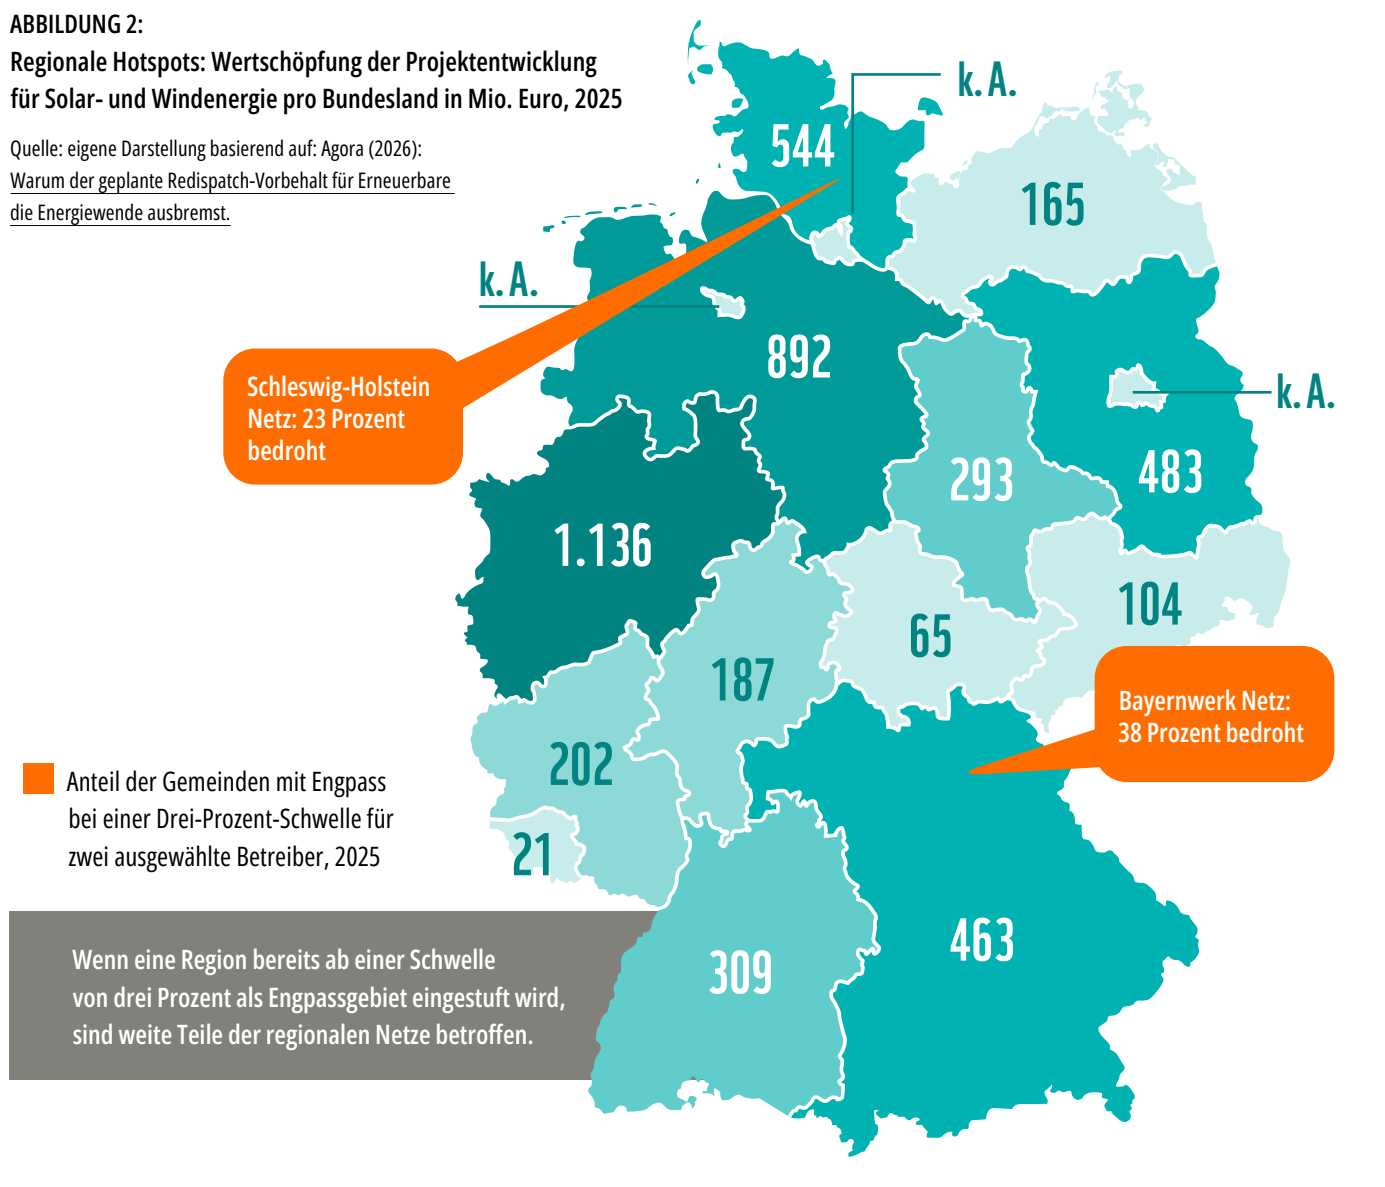 ABBILDUNG 2:
Regionale Hotspots: Wertschöpfung der Projektentwicklung
für Solar- und Windenergie pro Bundesland in Mio. Euro, 2025
Quelle: eigene Darstellung basierend auf: Agora (2026):
Warum der geplante Redispatch-Vorbehalt für Erneuerbare
die Energiewende ausbremst.
k. A.
544
165
k. A.
892
Schleswig-Holstein
Netz: 23 Prozent
bedroht
k. A.
293
483
1.136
104
65
187
Bayernwerk Netz:
38 Prozent bedroht
202
Anteil der Gemeinden mit Engpass
bei einer Drei-Prozent-Schwelle für
zwei ausgewählte Betreiber, 2025
21
463
309
Wenn eine Region bereits ab einer Schwelle
von drei Prozent als Engpassgebiet eingestuft wird,
sind weite Teile der regionalen Netze betroffen.